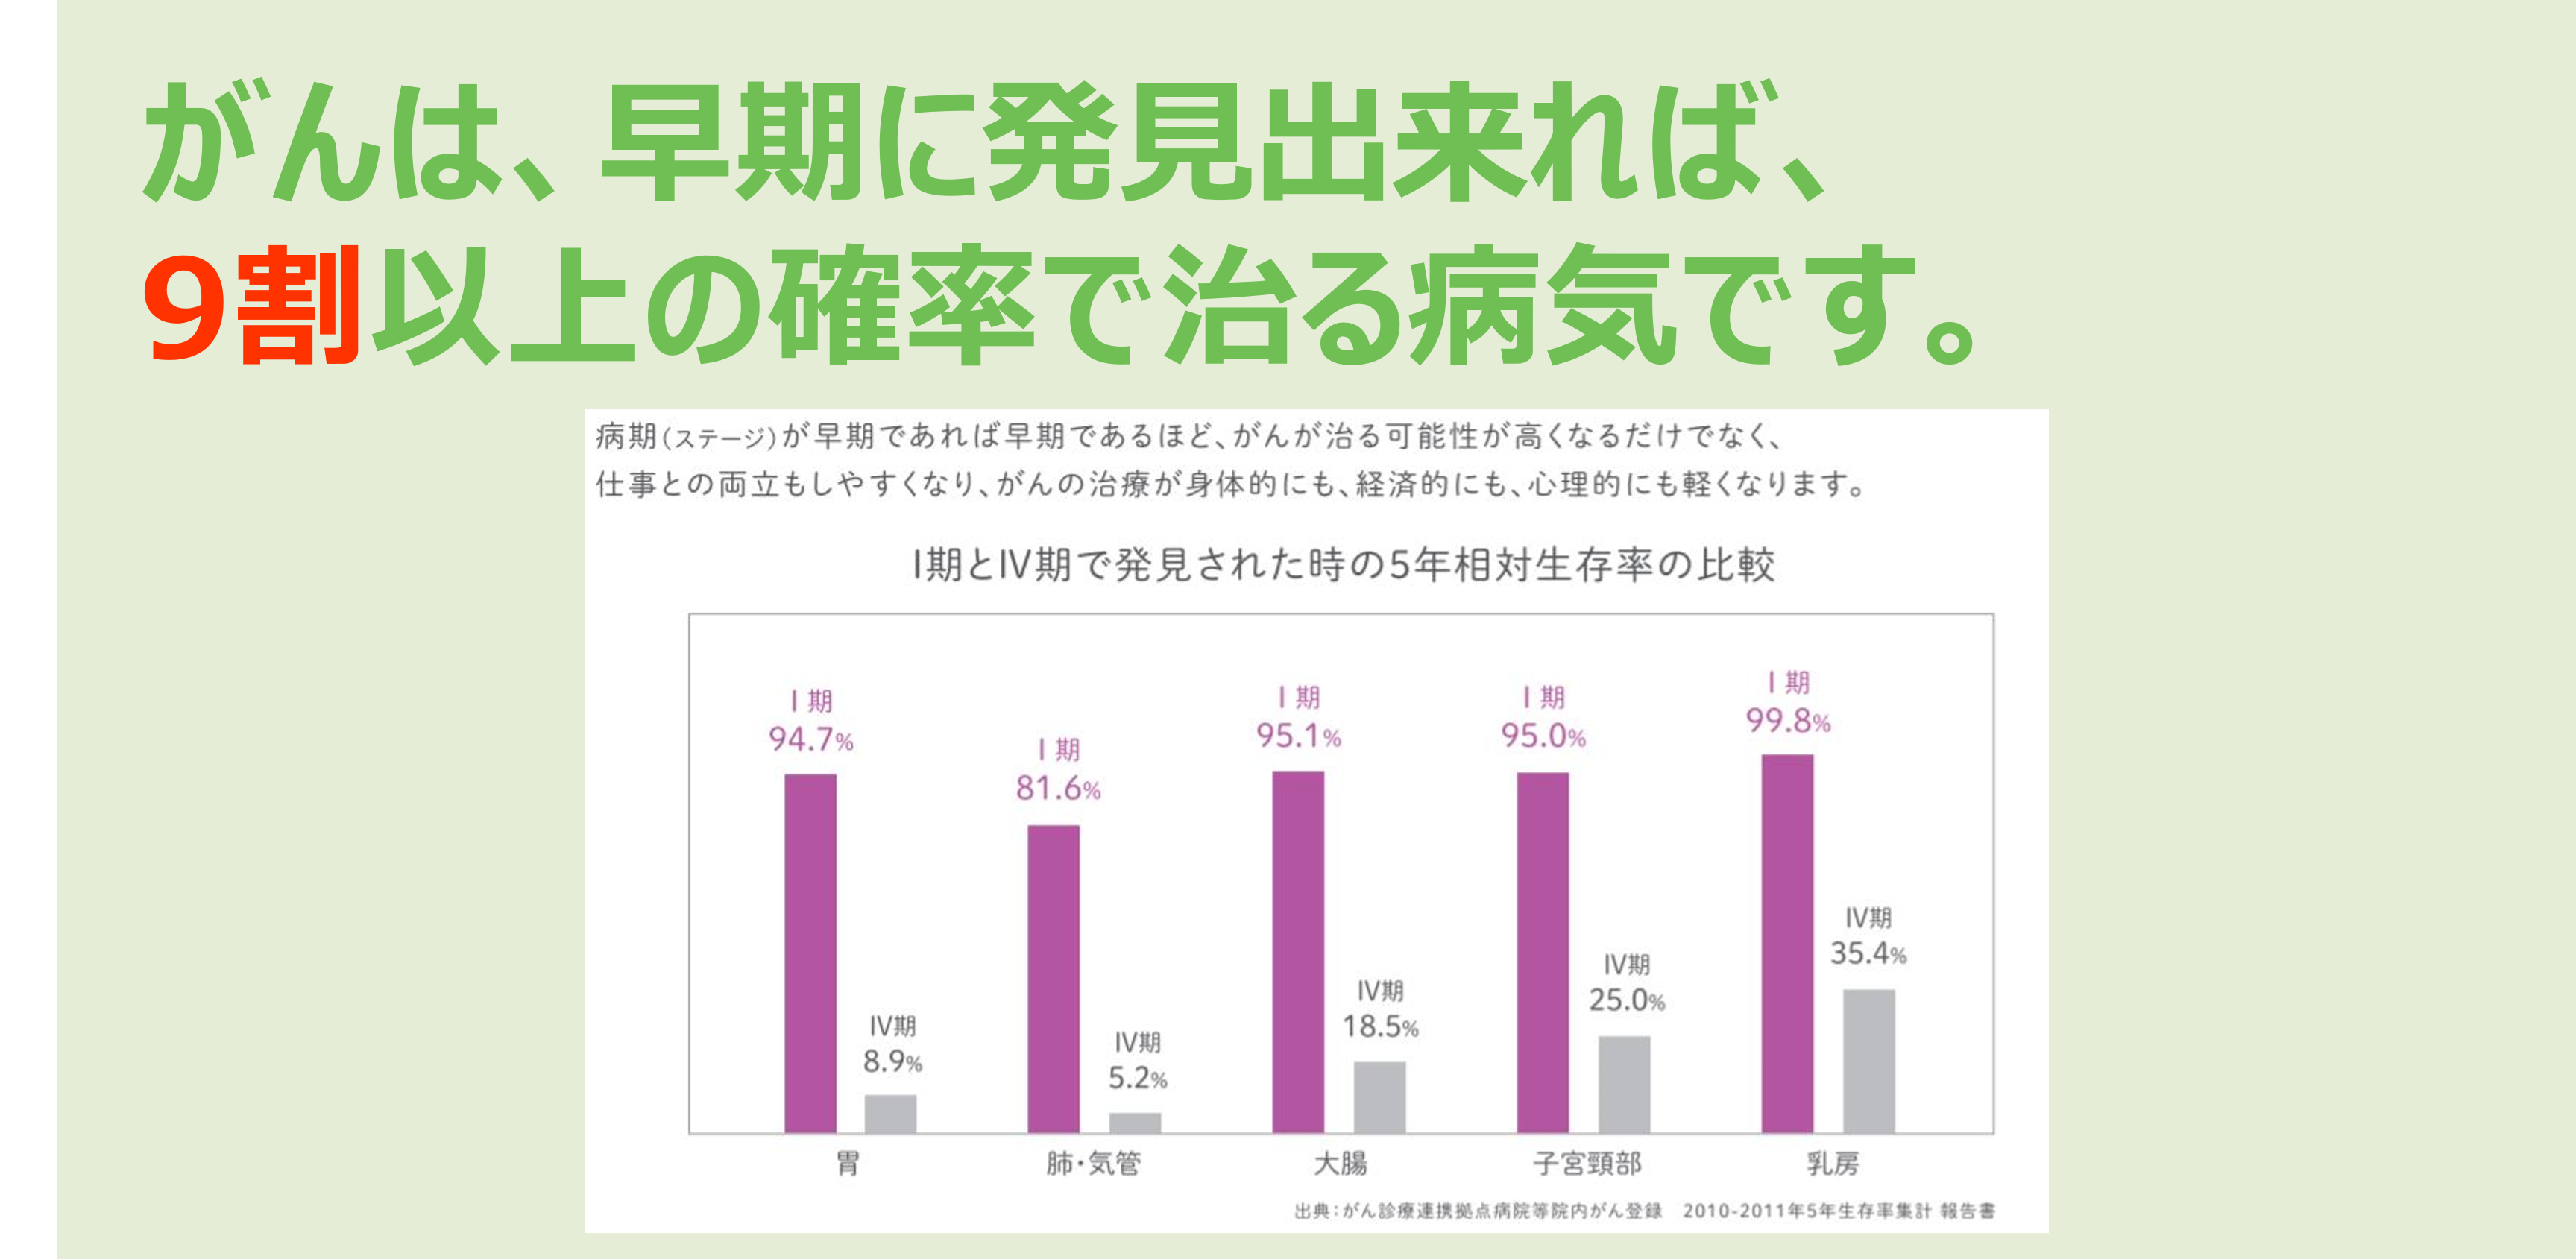 がんは、早期に発見出来れば、
9割以上の確率で治る病気です。
病期(ステージ)が早期であれば早期であるほど、がんが治る可能性が高くなるだけでなく、
仕事との両立もしやすくなり、がんの治療が身体的にも、経済的にも、心理的にも軽くなります。
I期とIV期で発見された時の5年相対生存率の比較
I期
94.7%
IV期
8.9%
胃
I期
81.6%
IV期
5.2%
肺・気管
I期
95.1%
IV期
18.5%
大腸
I期
95.0%
IV期
25.0%
子宮頸部
I期
99.8%
IV期
35.4%
乳房
出典:がん診療連携拠点病院等院内がん登録 2010-2011年5年生存率集計 報告書